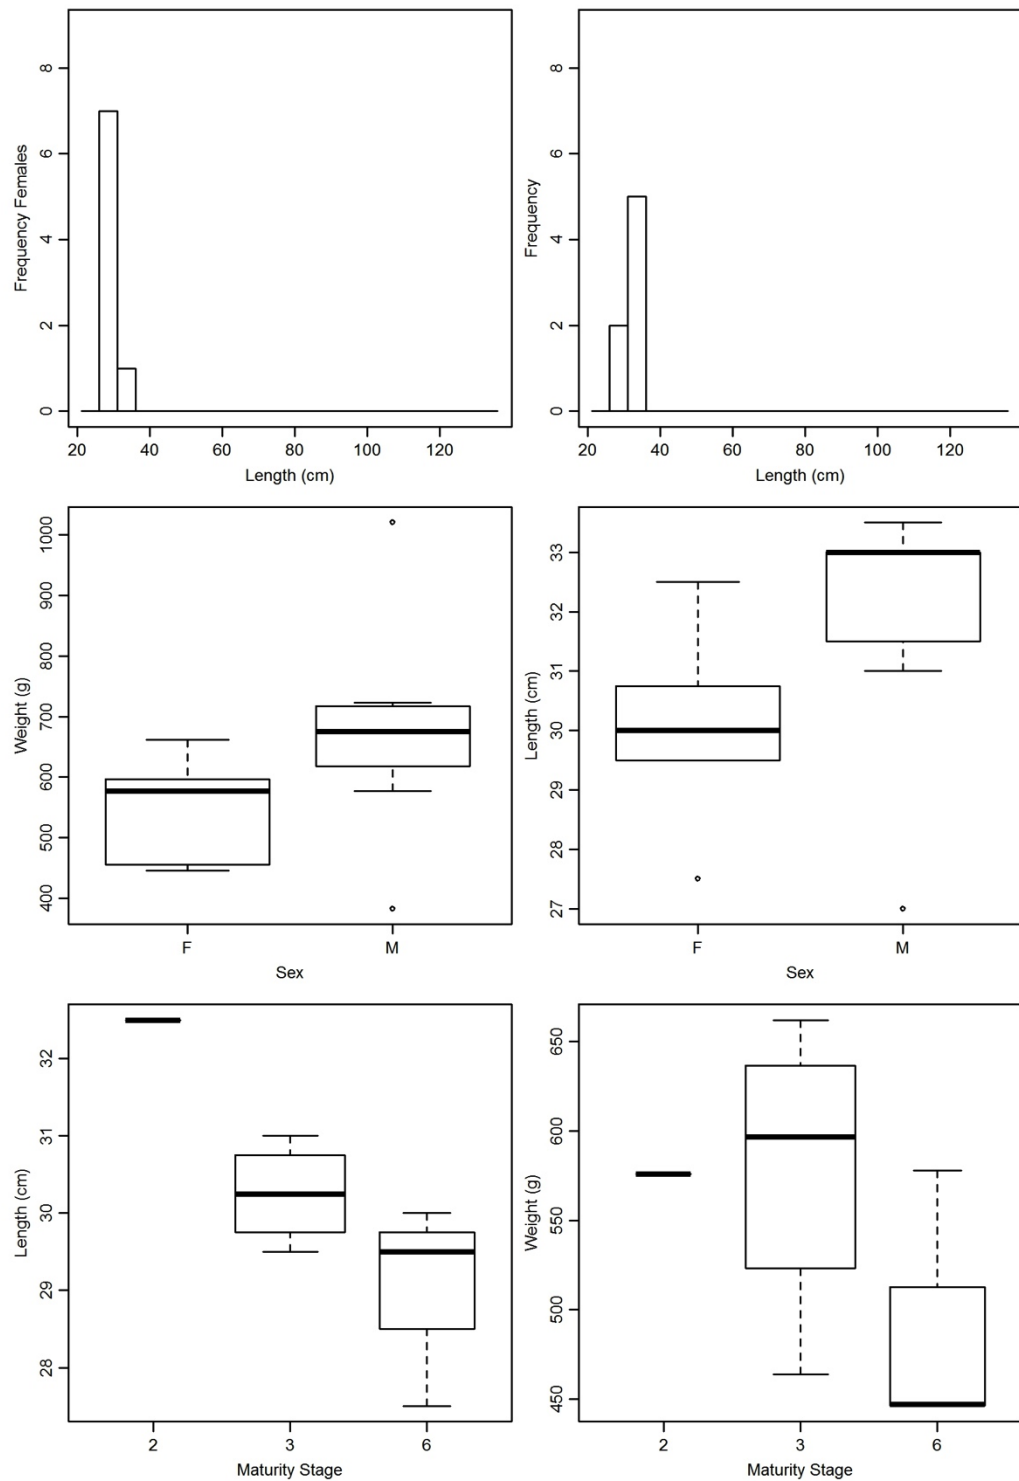 Frequency Females
0 2 4 6 8
20 40 60 80 100 120
Length (cm)
Frequency
0 2 4 6 8
20 40 60 80 100 120
Length (cm)
Weight (g)
400 500 600 700 800 900 1000
F M
Sex
Length (cm)
27 28 29 30 31 32 33
F M
Sex
Length (cm)
28 29 30 31 32
2 3 6
Maturity Stage
Weight (g)
450 500 550 600 650
2 3 6
Maturity Stage